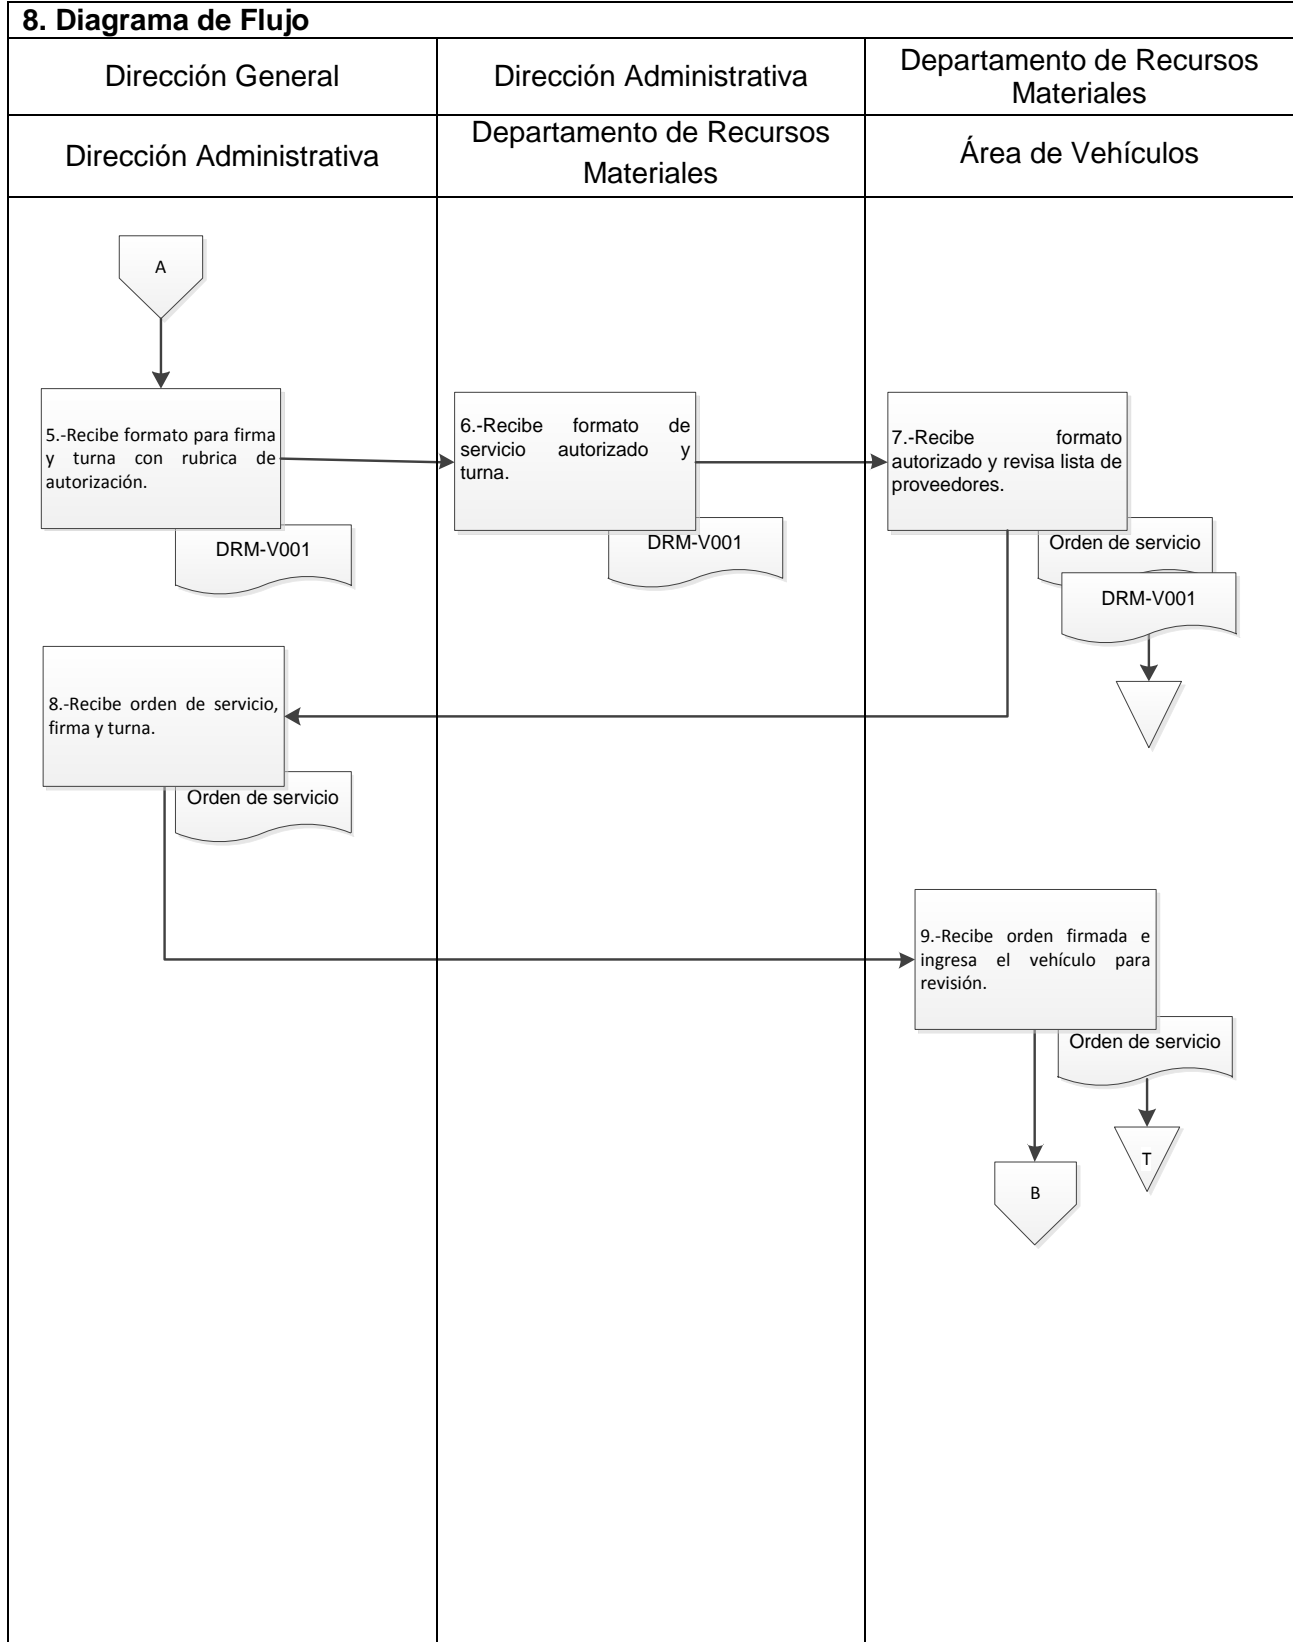 8. Diagrama de Flujo
Dirección General
Dirección Administrativa
Departamento de Recursos
Materiales
Dirección Administrativa
Departamento de Recursos
Materiales
Área de Vehículos
A
5.-Recibe formato para firma
y turna con rubrica de
autorización.
DRM-V001
6.-Recibe formato de
servicio autorizado y
turna.
DRM-V001
7.-Recibe formato
autorizado y revisa lista de
proveedores.
Orden de servicio
DRM-V001
8.-Recibe orden de servicio,
firma y turna.
Orden de servicio
9.-Recibe orden firmada e
ingresa el vehículo para
revisión.
Orden de servicio
T
B